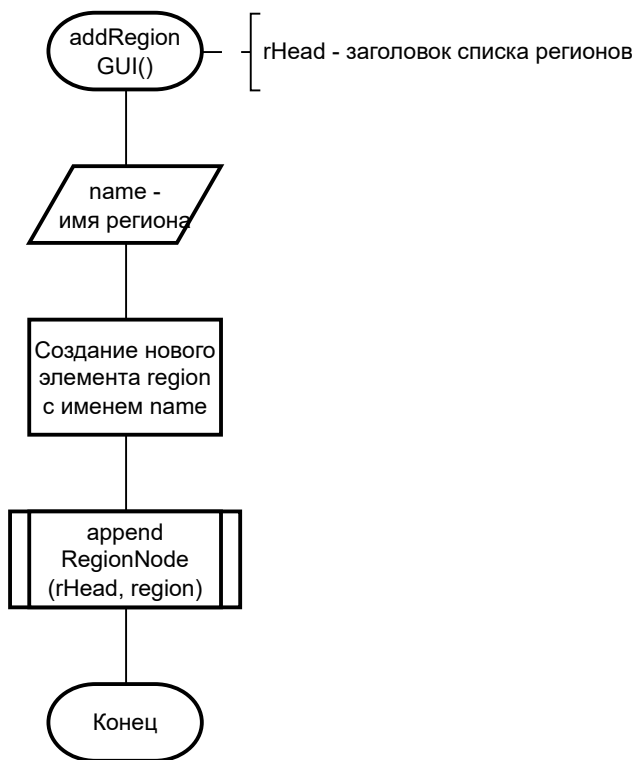 addRegion
GUI()
rHead - заголовок списка регионов
name -
имя региона
Создание нового
элемента region
с именем name
append
RegionNode
(rHead, region)
Конец